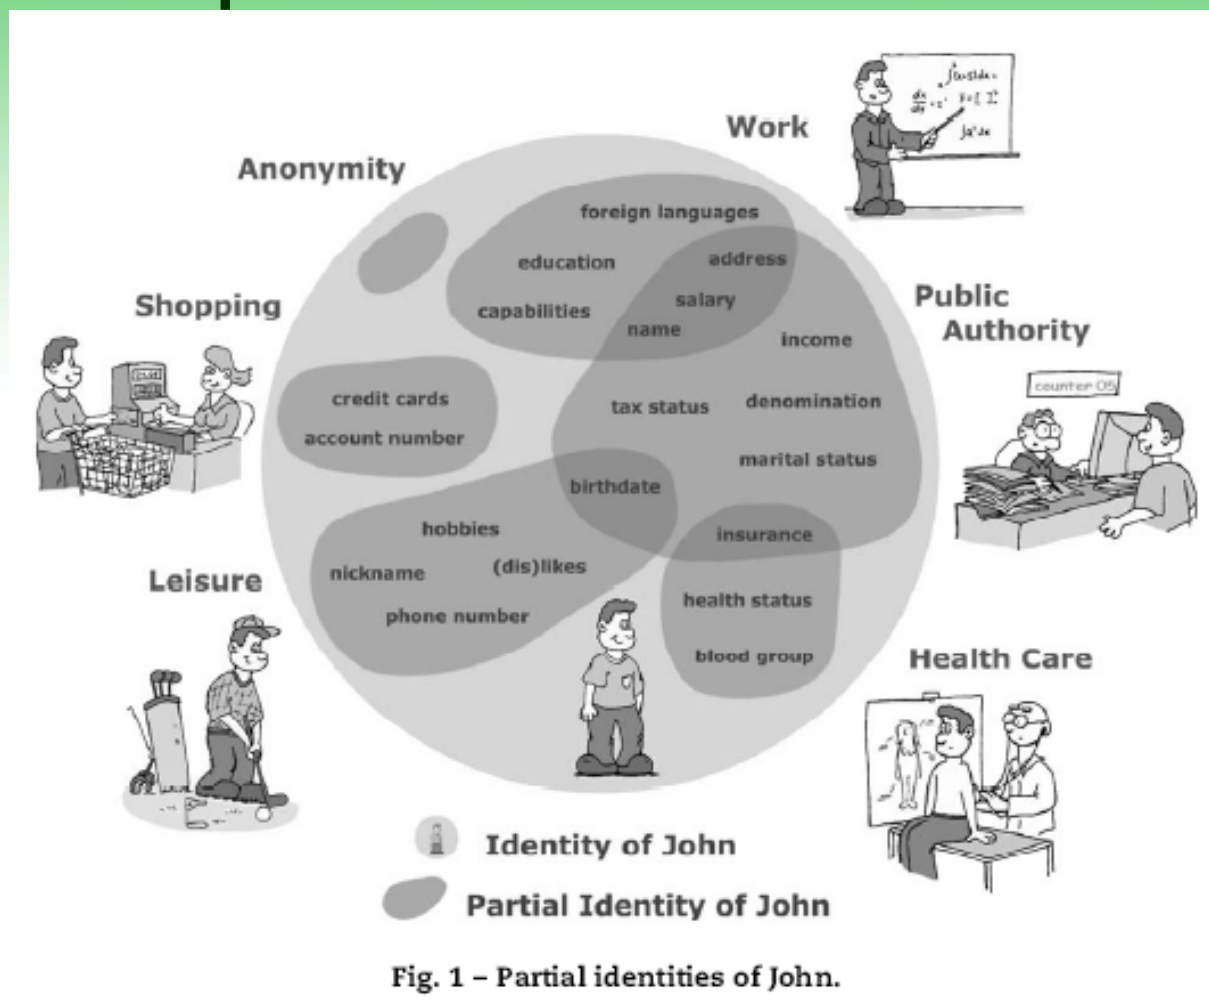 Work
Anonymity
foreign languages
education
address
capabilities
salary
name
income
Shopping
Public
Authority
counter 05
credit cards
account number
tax status
denomination
marital status
birthdate
hobbies
insurance
nickname
(dis)likes
phone number
health status
blood group
Leisure
Health Care
Identity of John
Partial Identity of John
Fig. 1 – Partial identities of John.